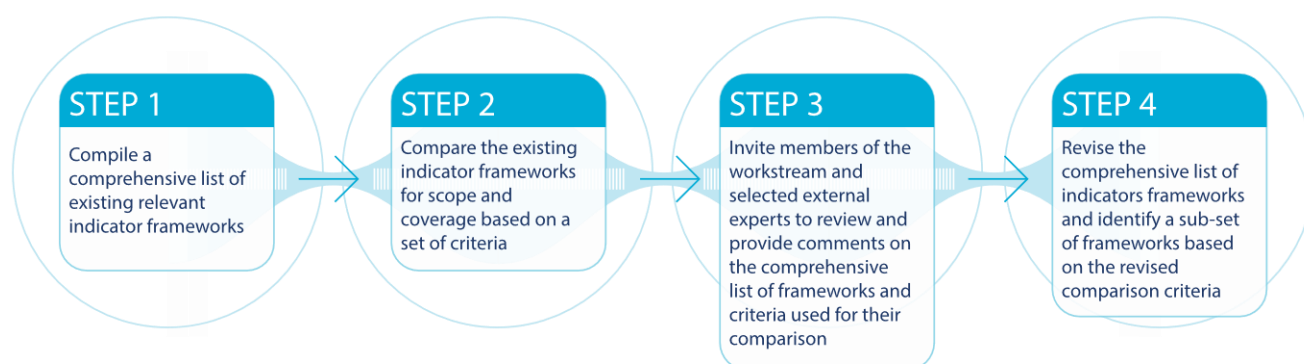 STEP 1
Compile a
comprehensive list of
existing relevant
indicator frameworks
STEP 2
Compare the existing
indicator frameworks
for scope and
coverage based on a
set of criteria
STEP 3
Invite members of the
workstream and
selected external
experts to review and
provide comments on
the comprehensive
list of frameworks and
criteria used for their
comparison
STEP 4
Revise the
comprehensive list of
indicators frameworks
and identify a sub-set
of frameworks based
on the revised
comparison criteria